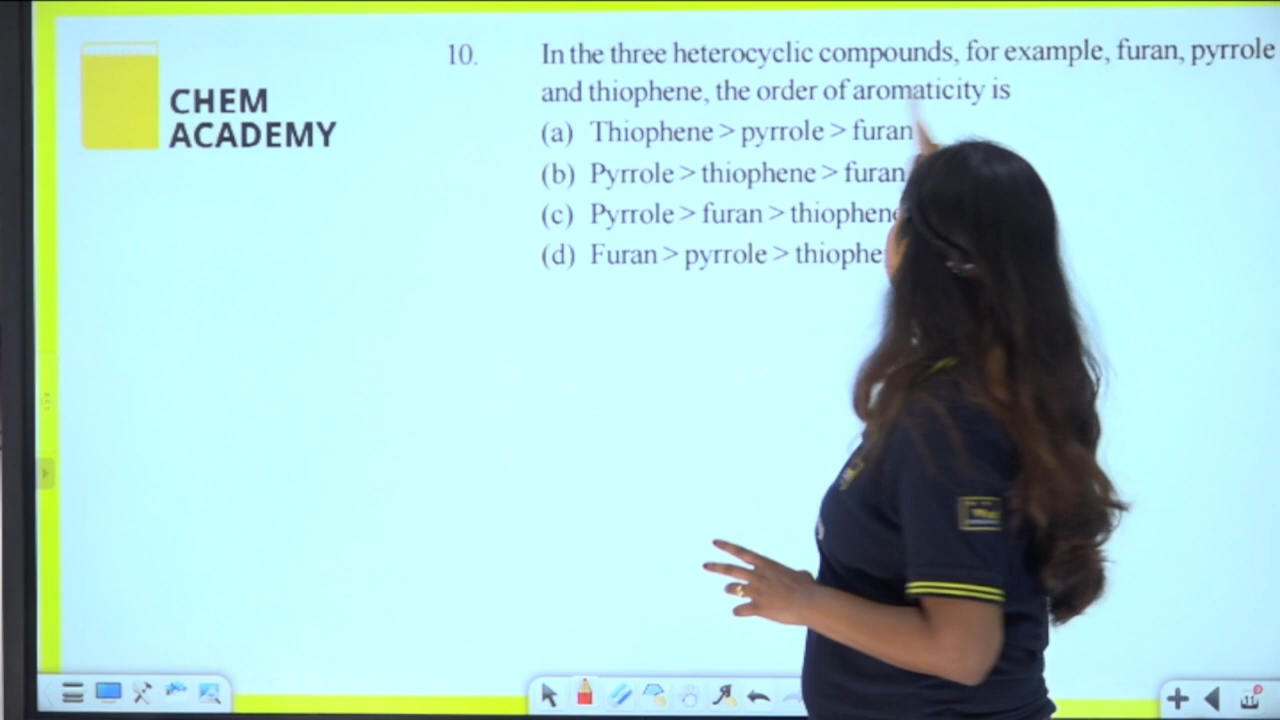 CHEM
ACADEMY
10. In the three heterocyclic compounds, for example, furan, pyrrole
and thiophene, the order of aromaticity is
(a) Thiophene > pyrrole > furan
(b) Pyrrole > thiophene > furan
(c) Pyrrole > furan > thiophene
(d) Furan > pyrrole > thiophe